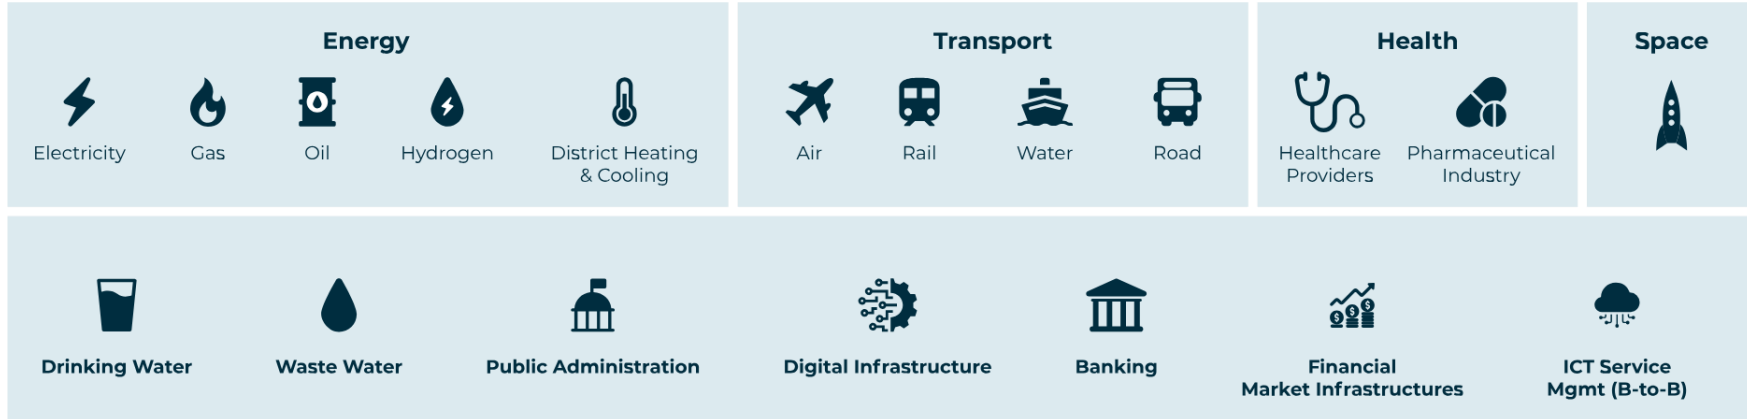 Energy
Electricity
Gas
Oil
Hydrogen
District Heating
& Cooling
Transport
Air
Rail
Water
Road
Health
Healthcare
Providers
Pharmaceutical
Industry
Space
Drinking Water
Waste Water
Public Administration
Digital Infrastructure
Banking
Financial
Market Infrastructures
ICT Service
Mgmt (B-to-B)